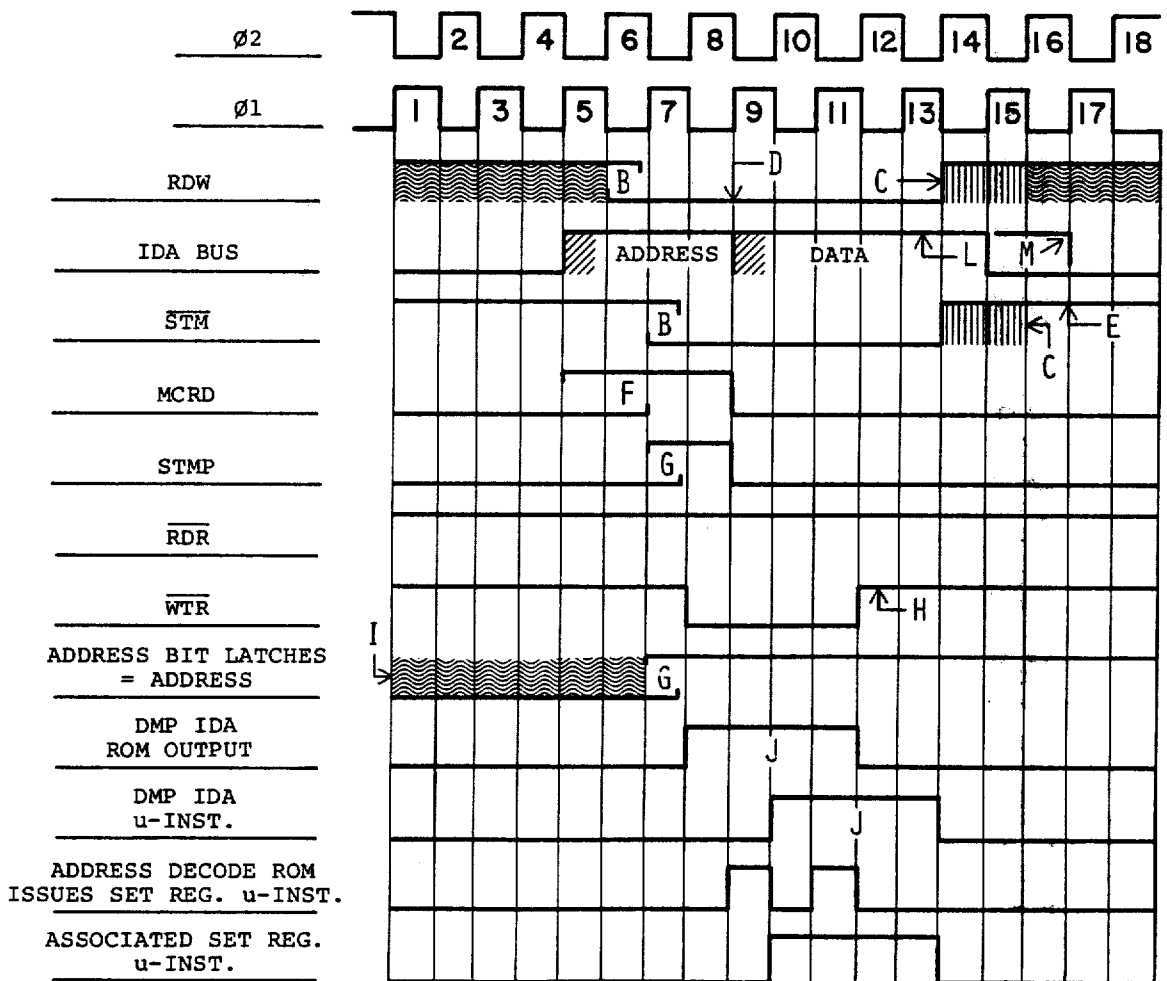 ø2
2 4 6 8 10 12 14 16 18
ø1
1 3 5 7 9 11 13 15 17
RDW
B
D
C
IDA BUS
ADDRESS
DATA
L
M
STM
B
E
C
MCRD
F
STMP
G
RDR
WTR
H
I
ADDRESS BIT LATCHES
= ADDRESS
G
DMP IDA
ROM OUTPUT
J
DMP IDA
u-INST.
J
ADDRESS DECODE ROM
ISSUES SET REG. u-INST.
ASSOCIATED SET REG.
u-INST.